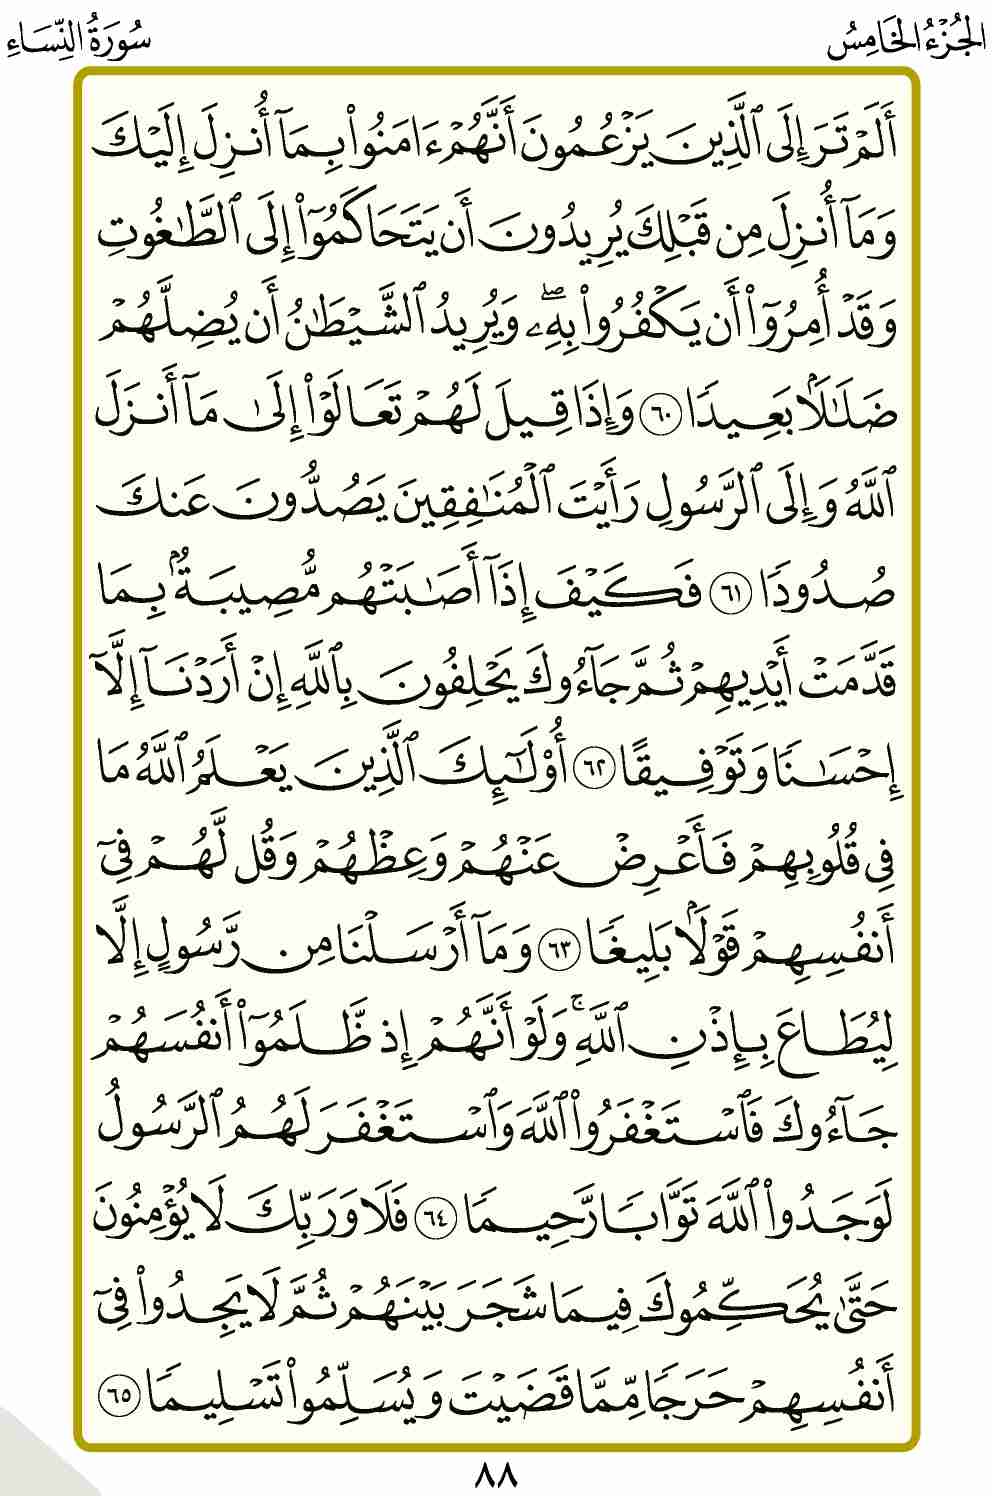 الجُزْءُ الخَامِسُ
سُورَةُ النِّسَاءِ
أَلَمْ تَرَ إِلَى ٱلَّذِينَ يَزْعُمُونَ أَنَّهُمْ ءَامَنُوا۟ بِمَآ أُنزِلَ إِلَيْكَ
وَمَآ أُنزِلَ مِن قَبْلِكَ يُرِيدُونَ أَن يَتَحَاكَمُوٓا۟ إِلَى ٱلطَّٰغُوتِ
وَقَدْ أُمِرُوٓا۟ أَن يَكْفُرُوا۟ بِهِۦۖ وَيُرِيدُ ٱلشَّيْطَٰنُ أَن يُضِلَّهُمْ
ضَلَٰلًۢا بَعِيدًا ٦٠ وَإِذَا قِيلَ لَهُمْ تَعَالَوْا۟ إِلَىٰ مَآ أَنزَلَ
ٱللَّهُ وَإِلَى ٱلرَّسُولِ رَأَيْتَ ٱلْمُنَٰفِقِينَ يَصُدُّونَ عَنكَ
صُدُودًا ٦١ فَكَيْفَ إِذَآ أَصَٰبَتْهُم مُّصِيبَةٌۢ بِمَا
قَدَّمَتْ أَيْدِيهِمْ ثُمَّ جَآءُوكَ يَحْلِفُونَ بِٱللَّهِ إِنْ أَرَدْنَآ إِلَّآ
إِحْسَٰنًا وَتَوْفِيقًا ٦٢ أُو۟لَٰٓئِكَ ٱلَّذِينَ يَعْلَمُ ٱللَّهُ مَا
فِى قُلُوبِهِمْ فَأَعْرِضْ عَنْهُمْ وَعِظْهُمْ وَقُل لَّهُمْ فِىٓ
أَنفُسِهِمْ قَوْلًۢا بَلِيغًا ٦٣ وَمَآ أَرْسَلْنَا مِن رَّسُولٍ إِلَّا
لِيُطَاعَ بِإِذْنِ ٱللَّهِۚ وَلَوْ أَنَّهُمْ إِذ ظَّلَمُوٓا۟ أَنفُسَهُمْ
جَآءُوكَ فَٱسْتَغْفَرُوا۟ ٱللَّهَ وَٱسْتَغْفَرَ لَهُمُ ٱلرَّسُولُ
لَوَجَدُوا۟ ٱللَّهَ تَوَّابًا رَّحِيمًا ٦٤ فَلَا وَرَبِّكَ لَا يُؤْمِنُونَ
حَتَّىٰ يُحَكِّمُوكَ فِيمَا شَجَرَ بَيْنَهُمْ ثُمَّ لَا يَجِدُوا۟ فِىٓ
أَنفُسِهِمْ حَرَجًا مِّمَّا قَضَيْتَ وَيُسَلِّمُوا۟ تَسْلِيمًا ٦٥
٨٨